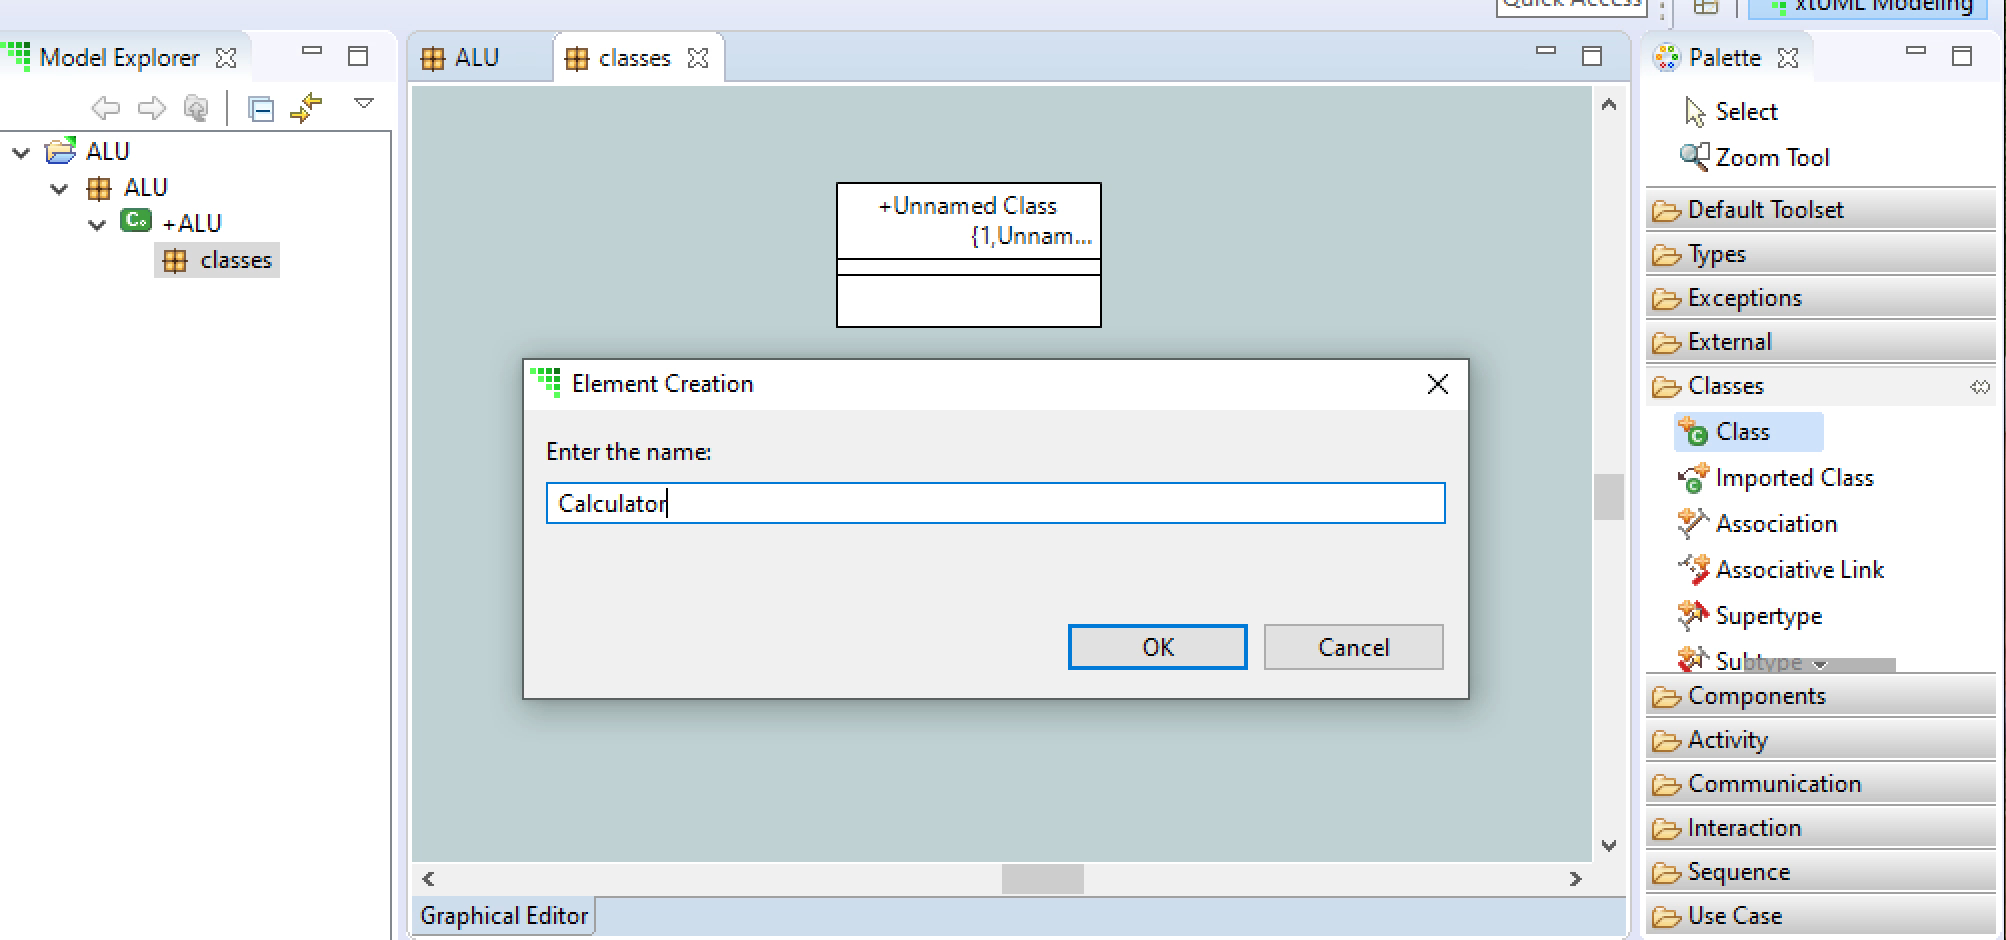 Quick Access
xtUML Modeling
Model Explorer
ALU
classes
Palette
ALU
ALU
+ALU
classes
+Unnamed Class
{1,Unnam...
Element Creation
Enter the name:
Calculator
OK
Cancel
Graphical Editor
Select
Zoom Tool
Default Toolset
Types
Exceptions
External
Classes
Class
Imported Class
Association
Associative Link
Supertype
Subtype
Components
Activity
Communication
Interaction
Sequence
Use Case